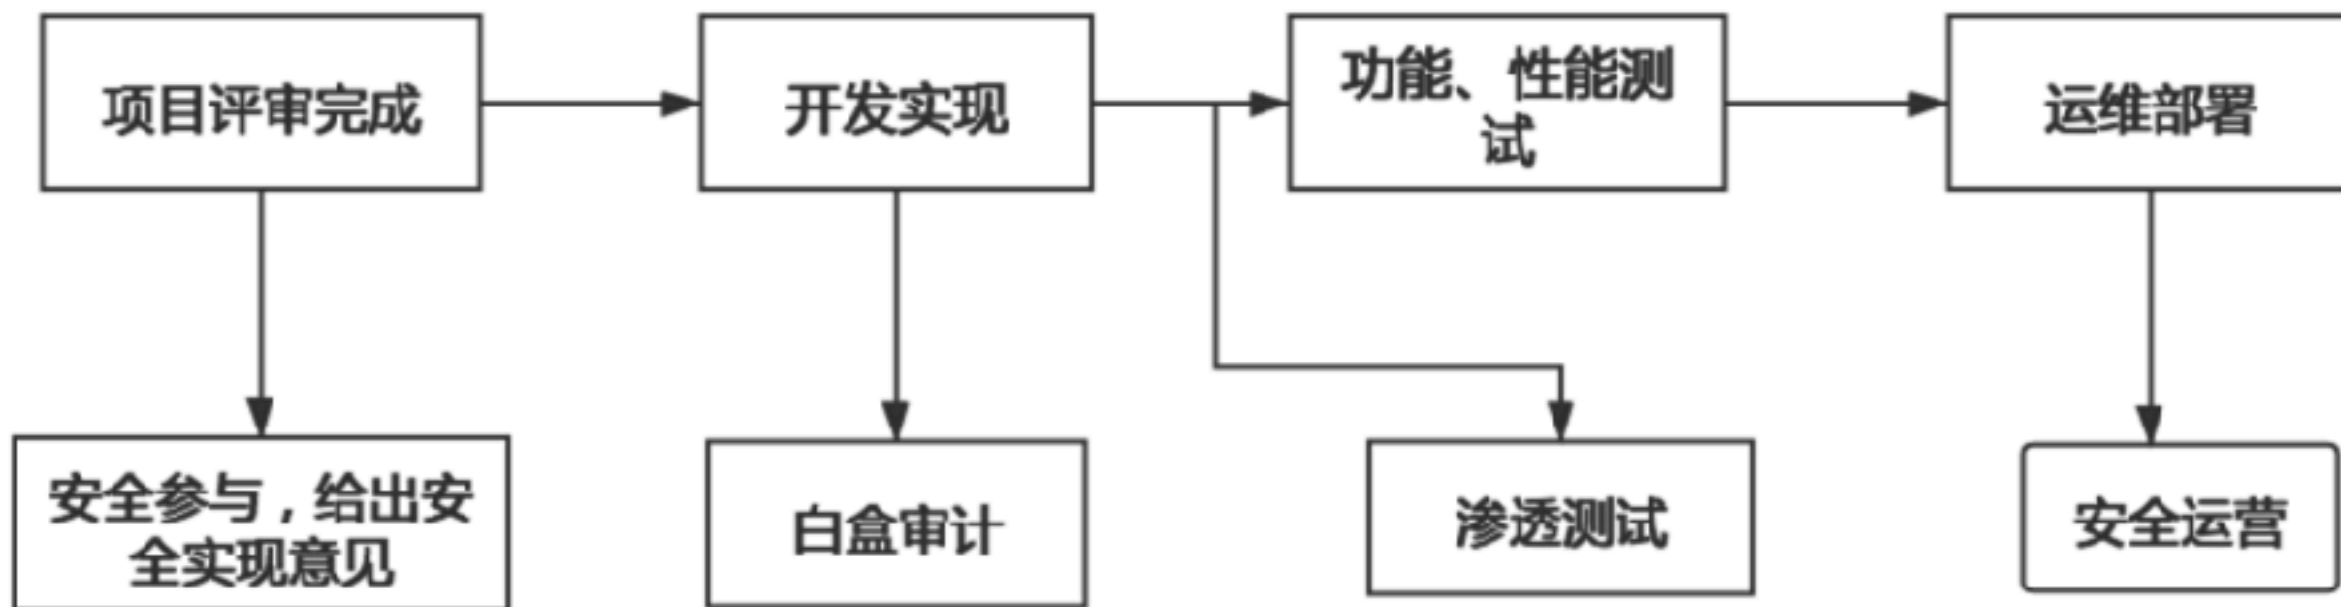 项目评审完成
开发实现
功能、性能测
试
运维部署
安全参与，给出安
全实现意见
白盒审计
渗透测试
安全运营